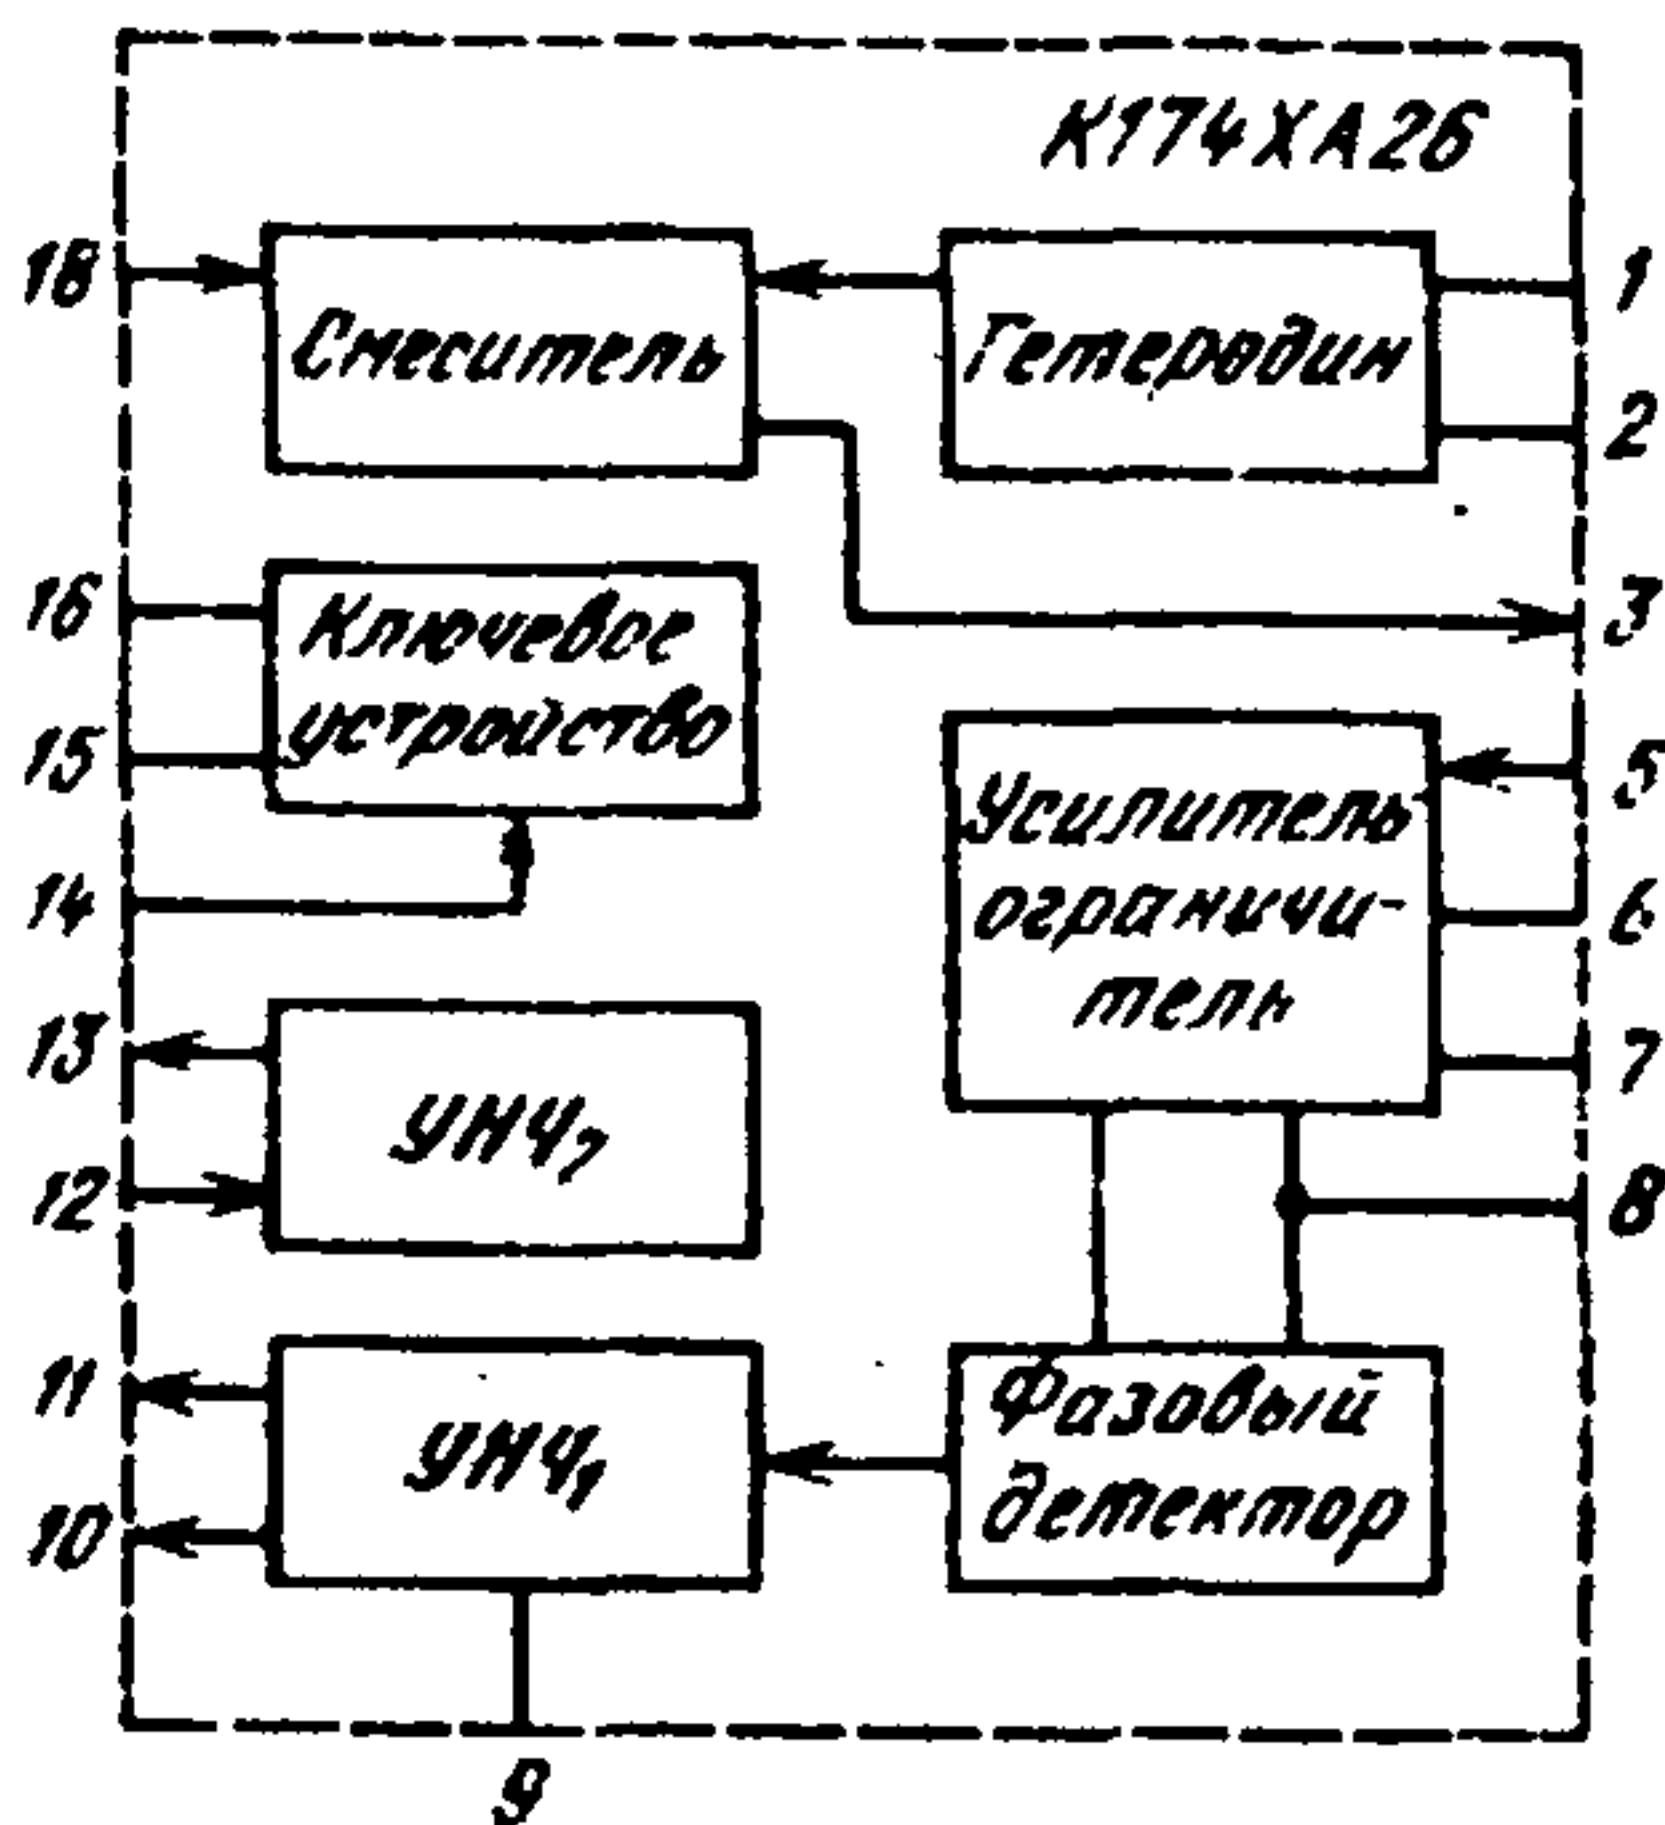 К174ХА26
18
Смеситель
Гетеродин
1
2
16
Ключевое
устройство
3
15
Усилитель
ограничи-
тель
5
14
6
13
УНЧ2
7
12
8
11
УНЧ1
Фазовый
детектор
10
9